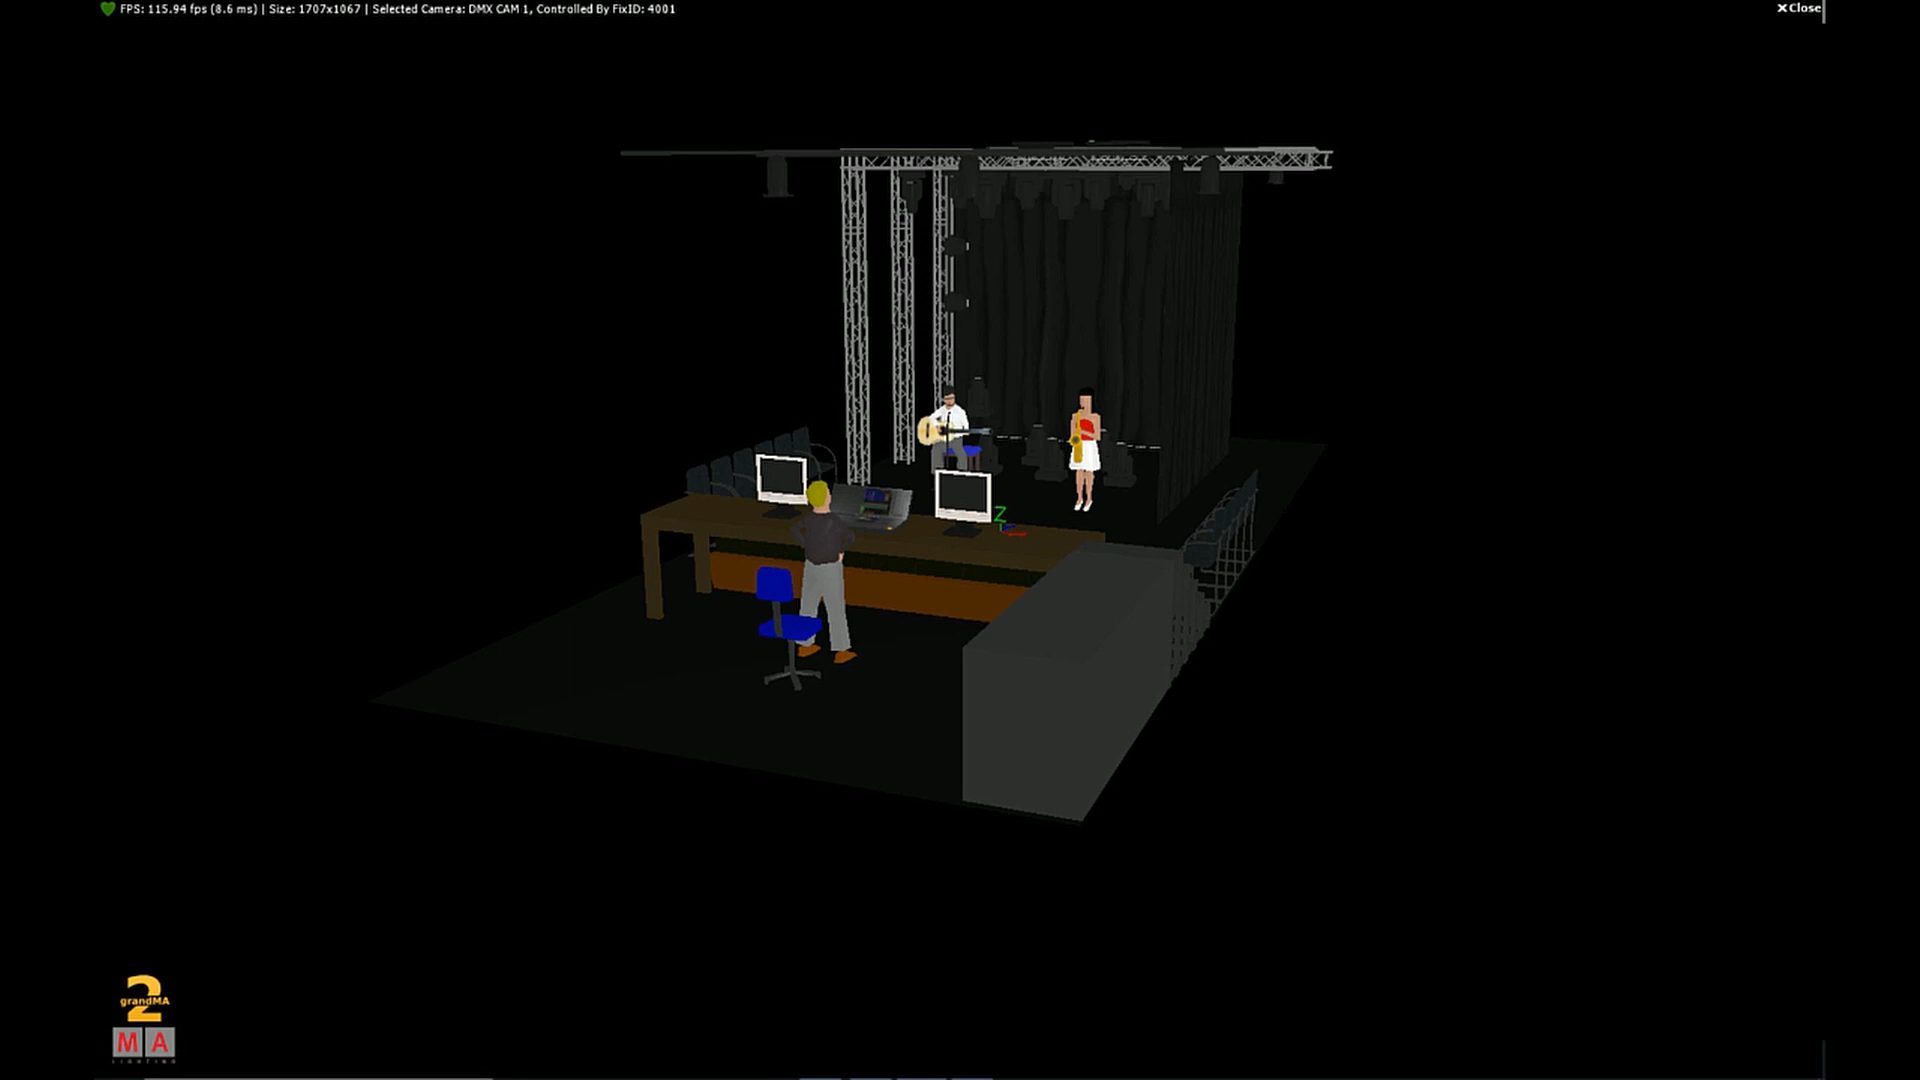 FPS: 115.94 fps (8.6 ms) | Size: 1707x1067 | Selected Camera: DMX CAM 1, Controlled By FixID: 4001
×Close
Z
2
grandMA
MA
LIGHTING